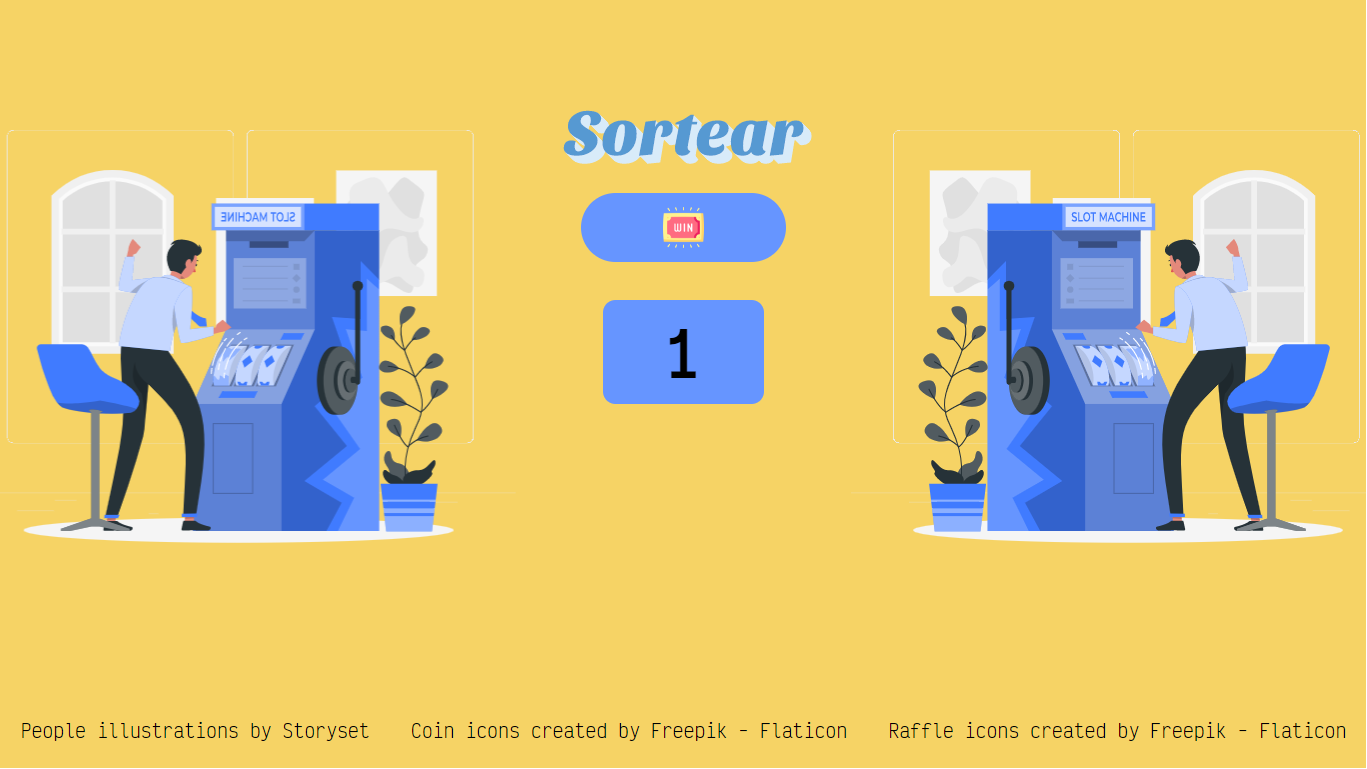 Sortear
SLOT MACHINE
SLOT MACHINE
WIN
1
People illustrations by Storyset
Coin icons created by Freepik - Flaticon
Raffle icons created by Freepik - Flaticon